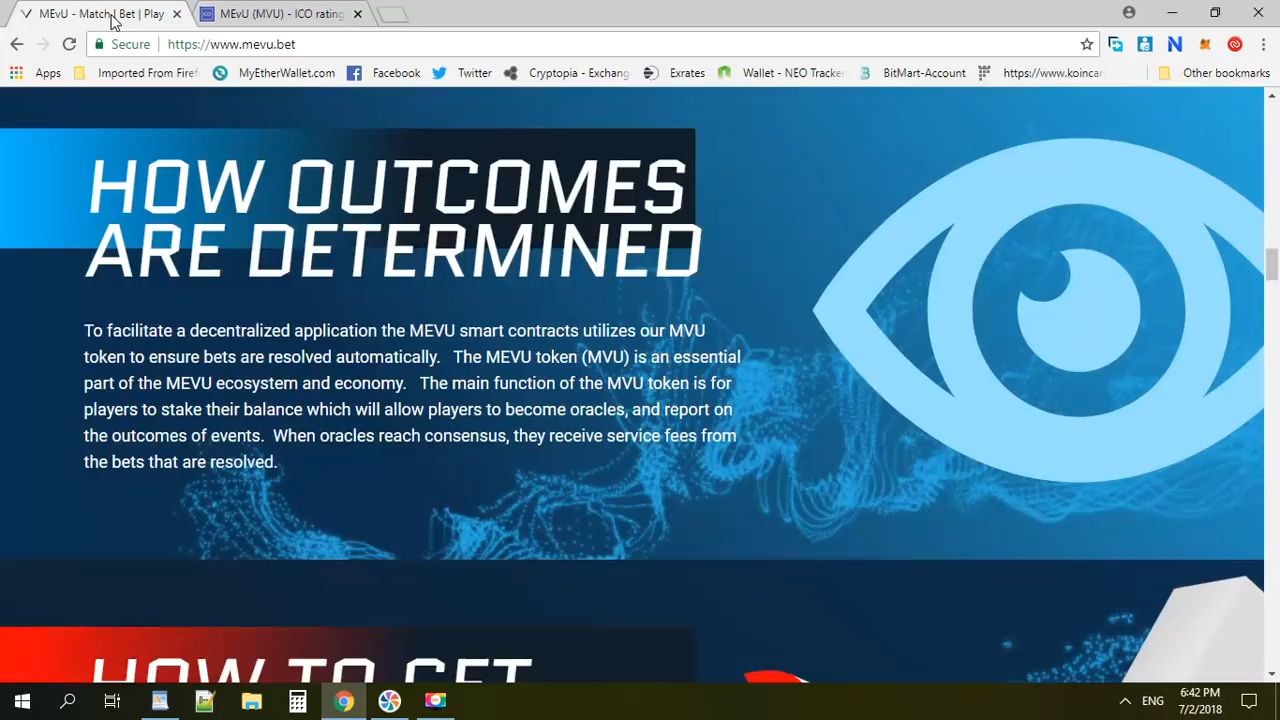 MEvU - Match | Bet | Play
MEvU (MVU) - ICO rating
Secure
https://www.mevu.bet
Apps
Imported From Firef
MyEtherWallet.com
Facebook
Twitter
Cryptopia - Exchang
Exrates
Wallet - NEO Tracke
BitMart-Account
https://www.koincar
Other bookmarks
HOW OUTCOMES
ARE DETERMINED
To facilitate a decentralized application the MEVU smart contracts utilizes our MVU
token to ensure bets are resolved automatically. The MEVU token (MVU) is an essential
part of the MEVU ecosystem and economy. The main function of the MVU token is for
players to stake their balance which will allow players to become oracles, and report on
the outcomes of events. When oracles reach consensus, they receive service fees from
the bets that are resolved.
HOW TO GET
ENG
6:42 PM
7/2/2018